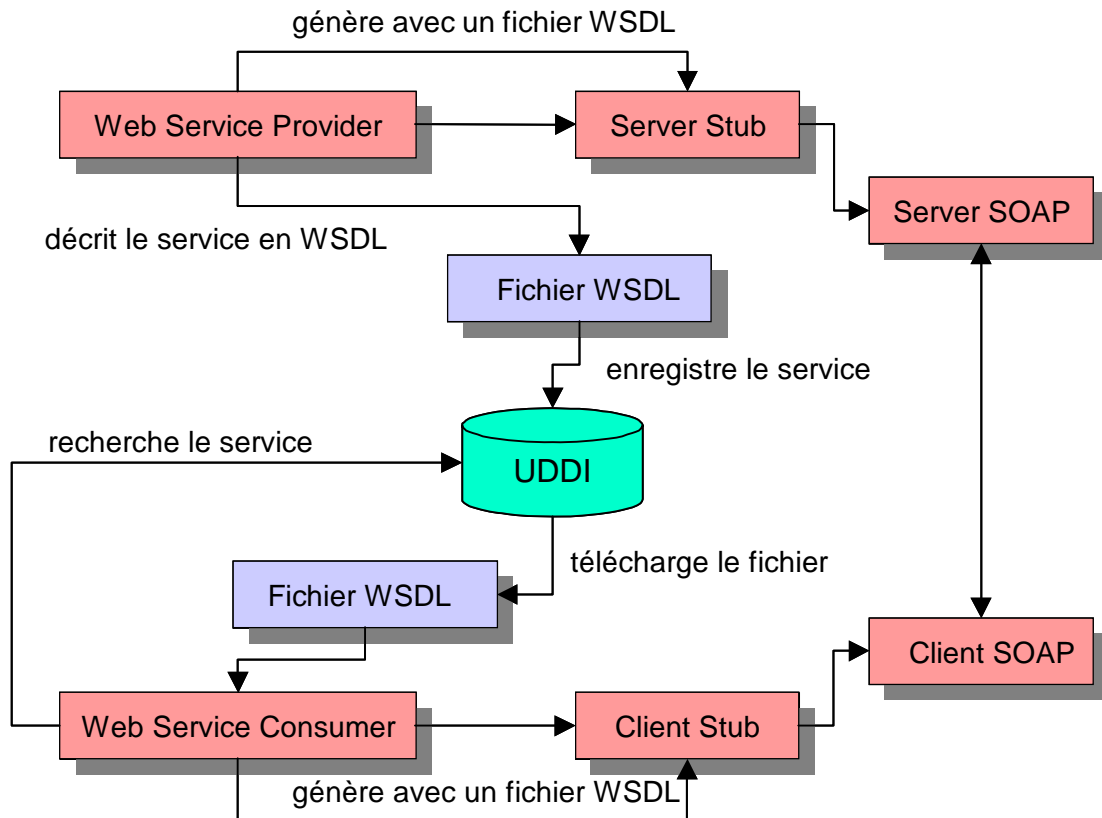 génère avec un fichier WSDL
Web Service Provider
Server Stub
Server SOAP
décrit le service en WSDL
Fichier WSDL
enregistre le service
recherche le service
UDDI
télécharge le fichier
Fichier WSDL
Client SOAP
Web Service Consumer
Client Stub
génère avec un fichier WSDL